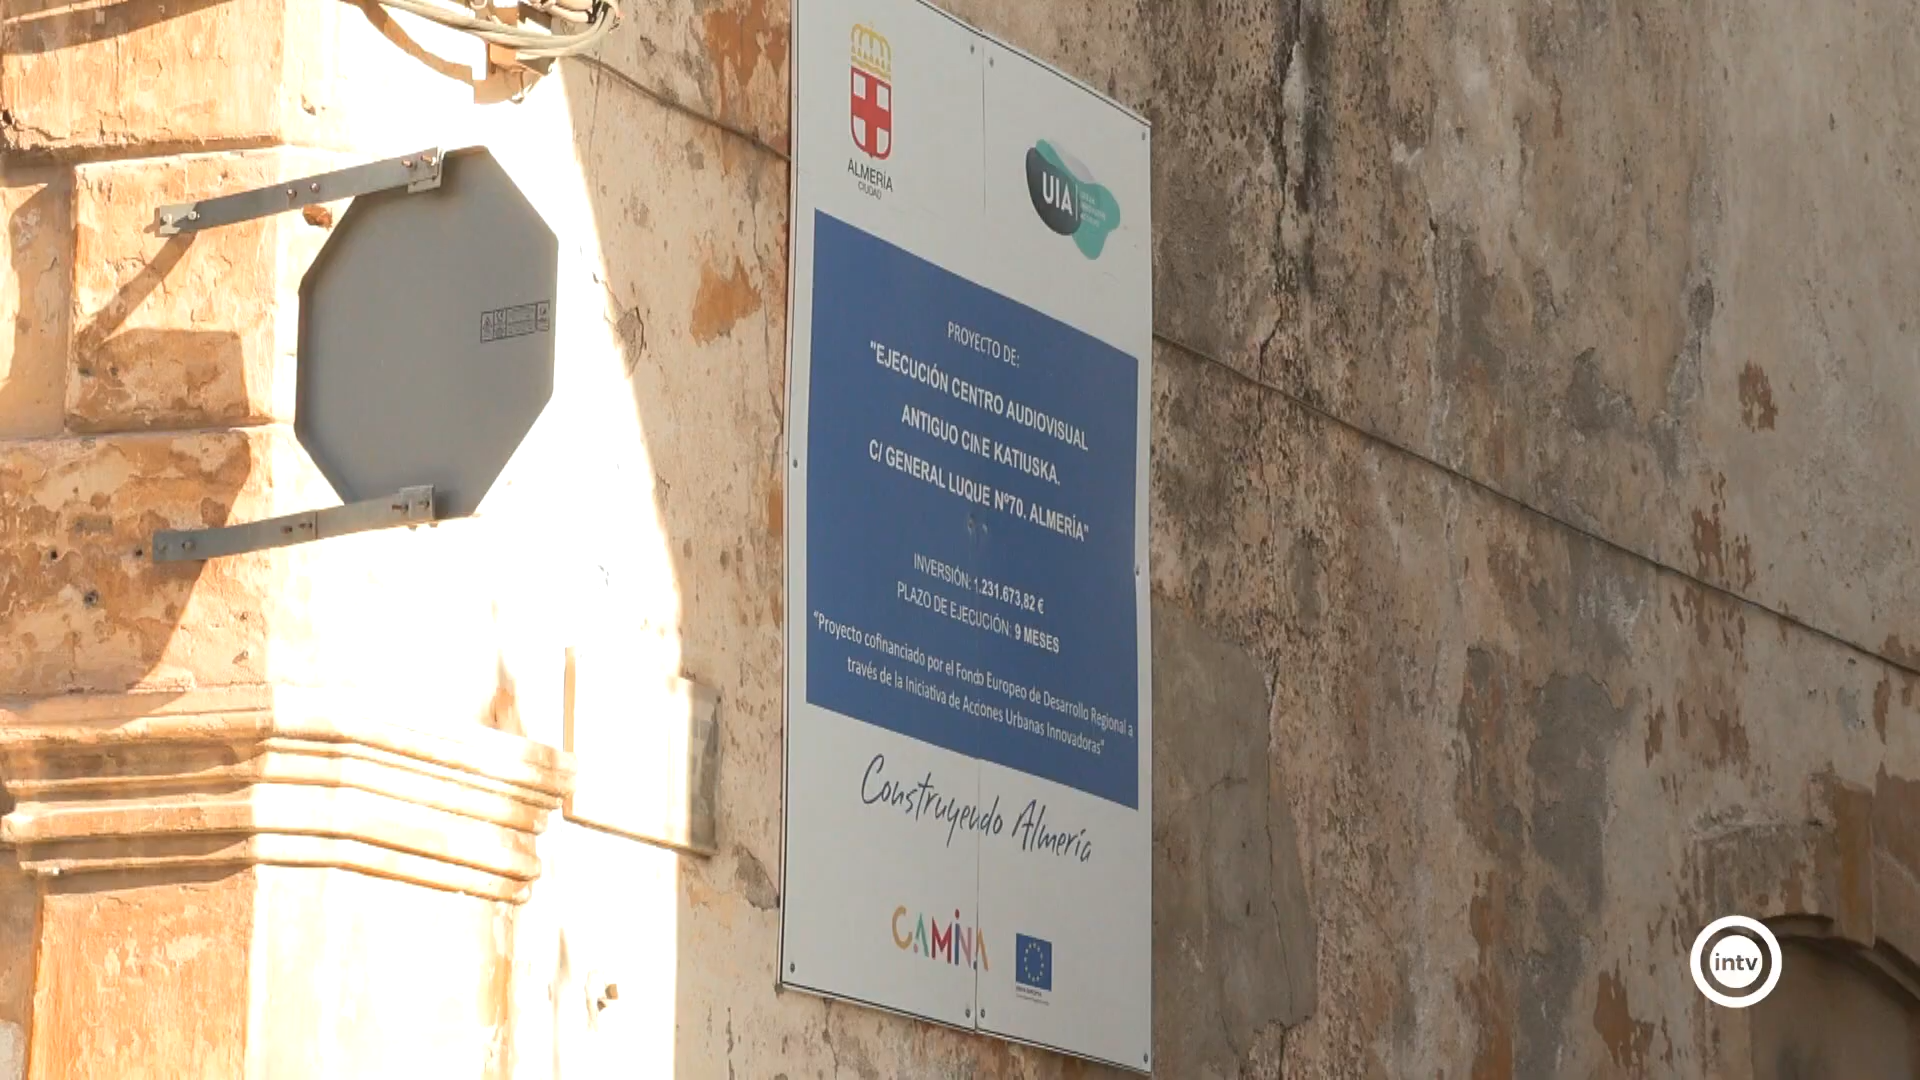 ALMERÍA
CIUDAD
UIA
PROYECTO DE:
"EJECUCIÓN CENTRO AUDIOVISUAL
ANTIGUO CINE KATIUSKA.
C/ GENERAL LUQUE Nº70. ALMERÍA"
INVERSIÓN: 1.231.673,82 €
PLAZO DE EJECUCIÓN: 9 MESES
"Proyecto cofinanciado por el Fondo Europeo de Desarrollo Regional a
través de la Iniciativa de Acciones Urbanas Innovadoras"
Construyendo Almería
CAMINA
intv